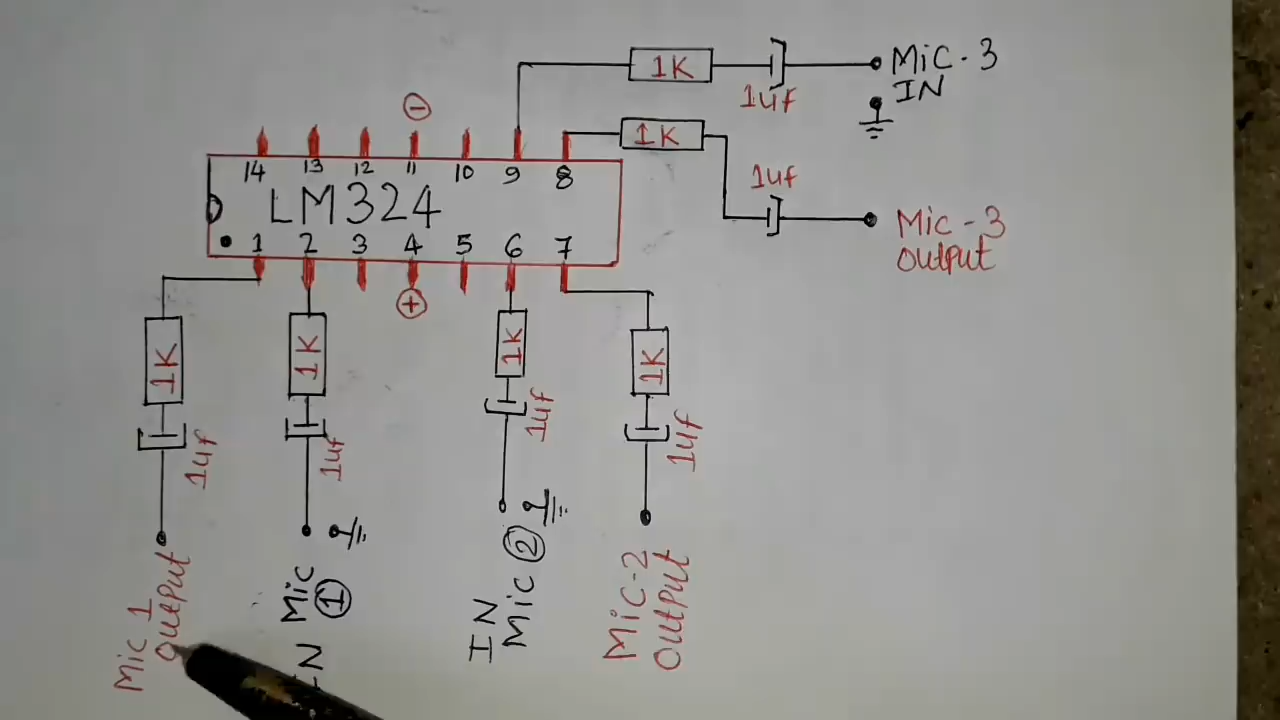 1K
1uf
MiC-3
IN
⊖
1K
1uf
14 13 12 11 10 9 8
LM324
1 2 3 4 5 6 7
Mic-3
output
⊕
1K
1K
1K
1K
1uf
1uf
1uf
1uf
Mic 1
output
Mic
①
IN
Mic ②
MiC-2
output